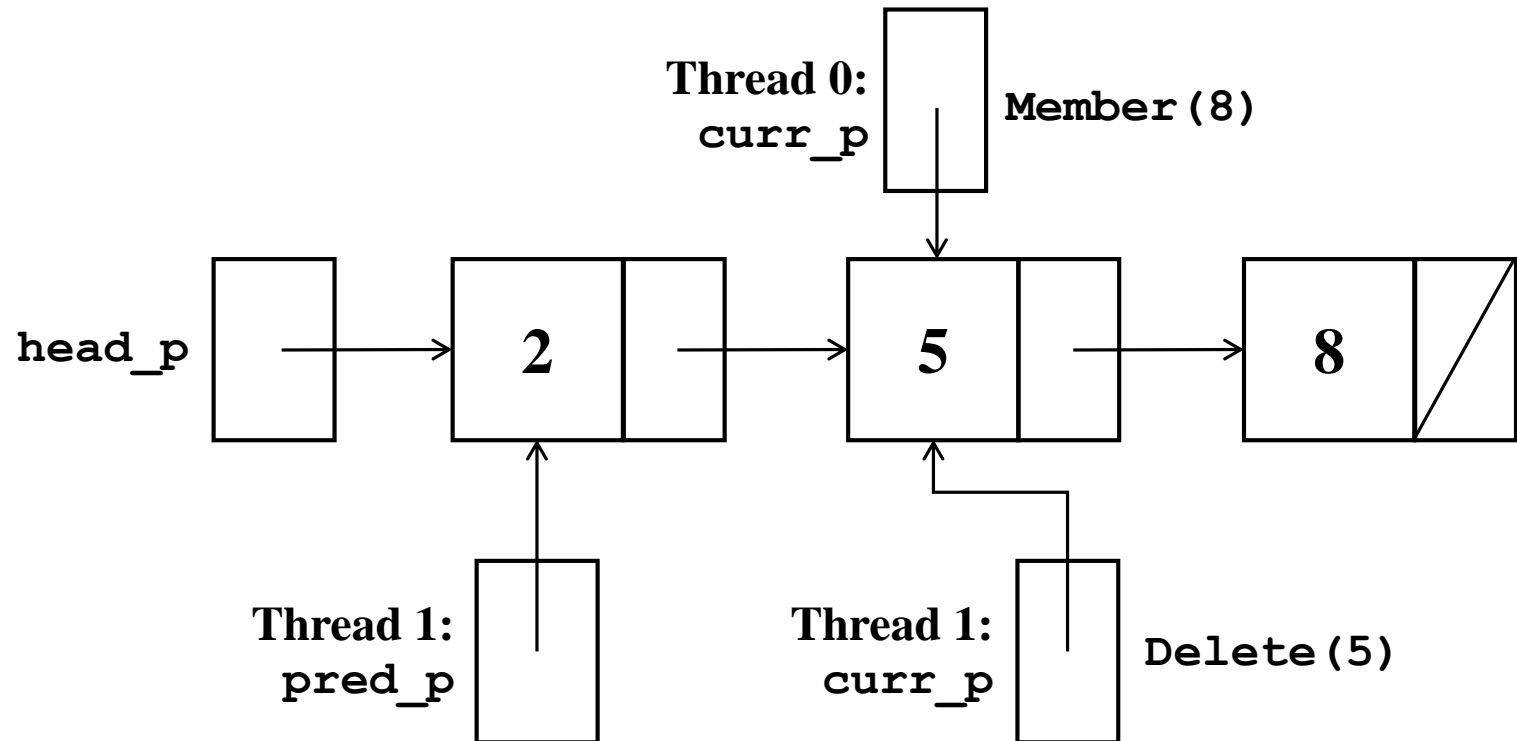 Thread 0:
curr_p
Member(8)
head_p
2
5
8
Thread 1:
pred_p
Thread 1:
curr_p
Delete(5)